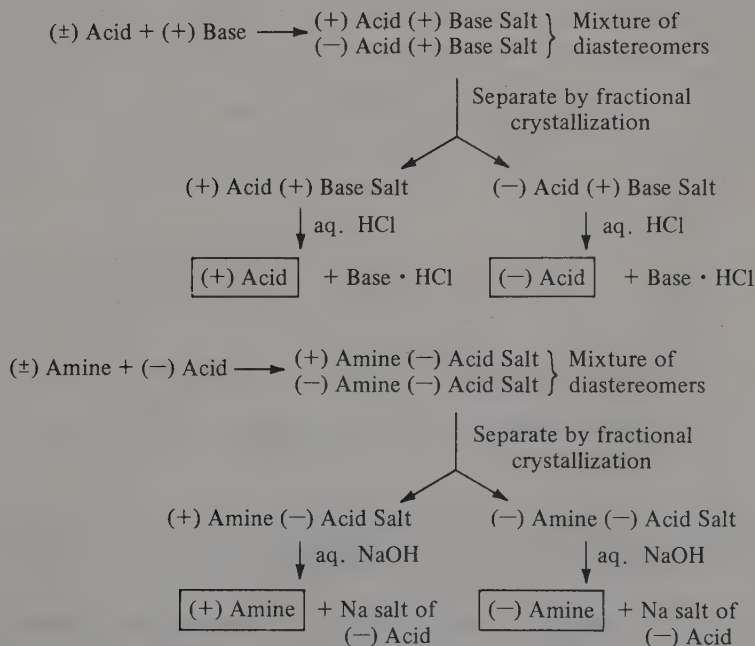 (±) Acid + (+) Base ⟶ (+) Acid (+) Base Salt } Mixture of
(−) Acid (+) Base Salt } diastereomers
Separate by fractional
crystallization
(+) Acid (+) Base Salt (−) Acid (+) Base Salt
aq. HCl aq. HCl
(+) Acid + Base • HCl (−) Acid + Base • HCl
(±) Amine + (−) Acid ⟶ (+) Amine (−) Acid Salt } Mixture of
(−) Amine (−) Acid Salt } diastereomers
Separate by fractional
crystallization
(+) Amine (−) Acid Salt (−) Amine (−) Acid Salt
aq. NaOH aq. NaOH
(+) Amine + Na salt of (−) Amine + Na salt of
(−) Acid (−) Acid